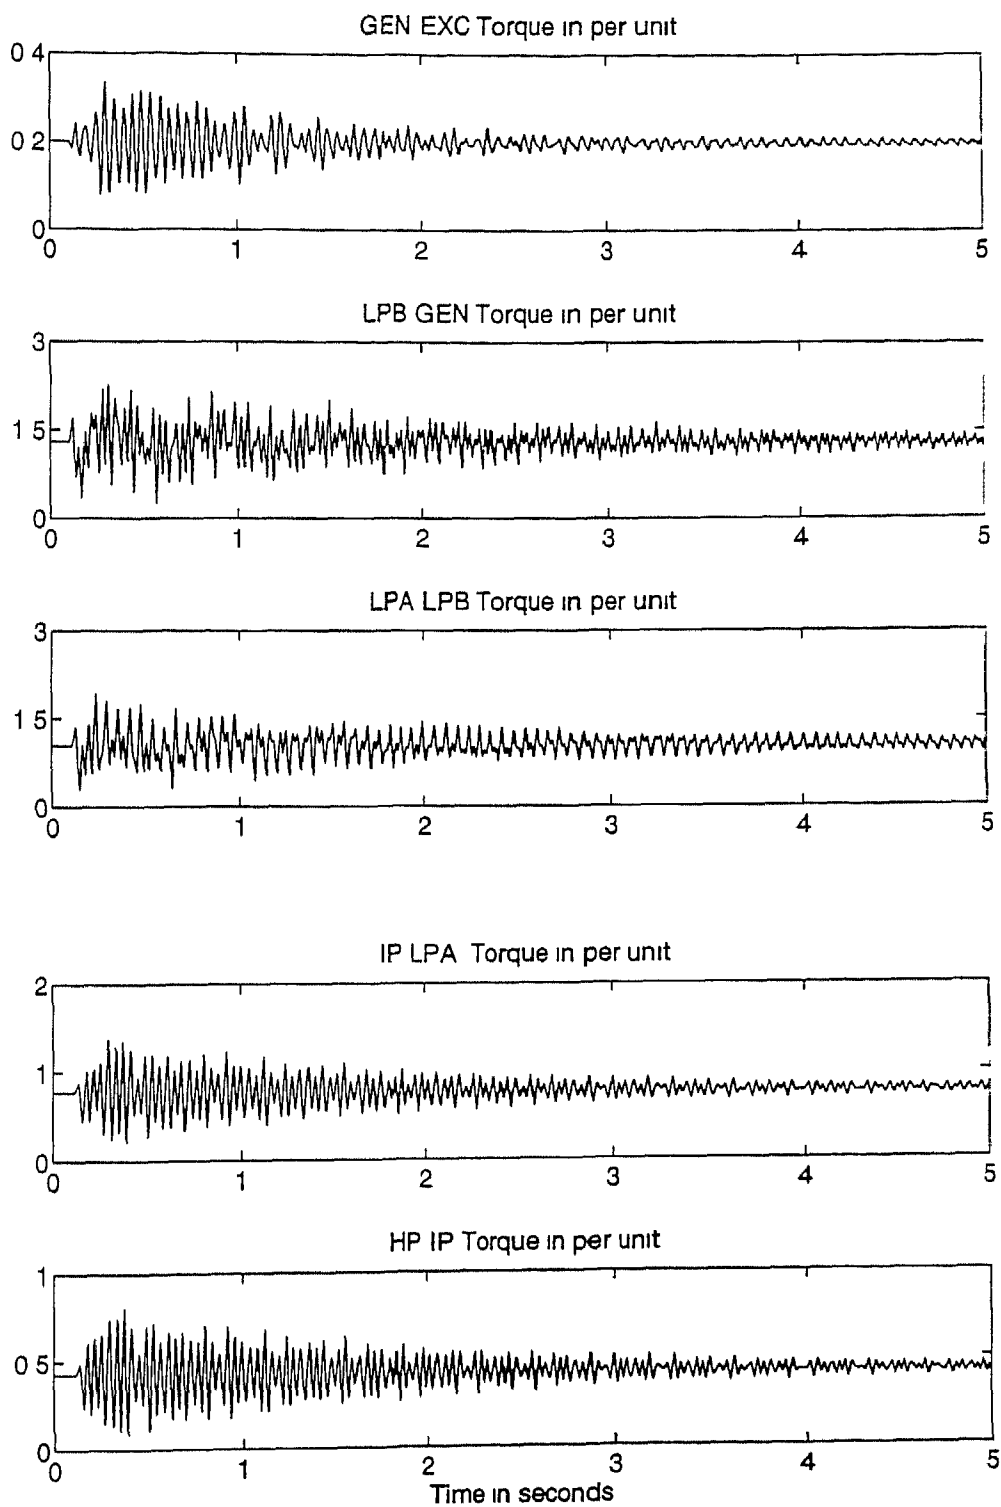 GEN EXC Torque in per unit
0 4
0 2
0
0 1 2 3 4 5
LPB GEN Torque in per unit
3
1 5
0
0 1 2 3 4 5
LPA LPB Torque in per unit
3
1 5
0
0 1 2 3 4 5
IP LPA Torque in per unit
2
1
0
0 1 2 3 4 5
HP IP Torque in per unit
1
0 5
0
0 1 2 3 4 5
Time in seconds